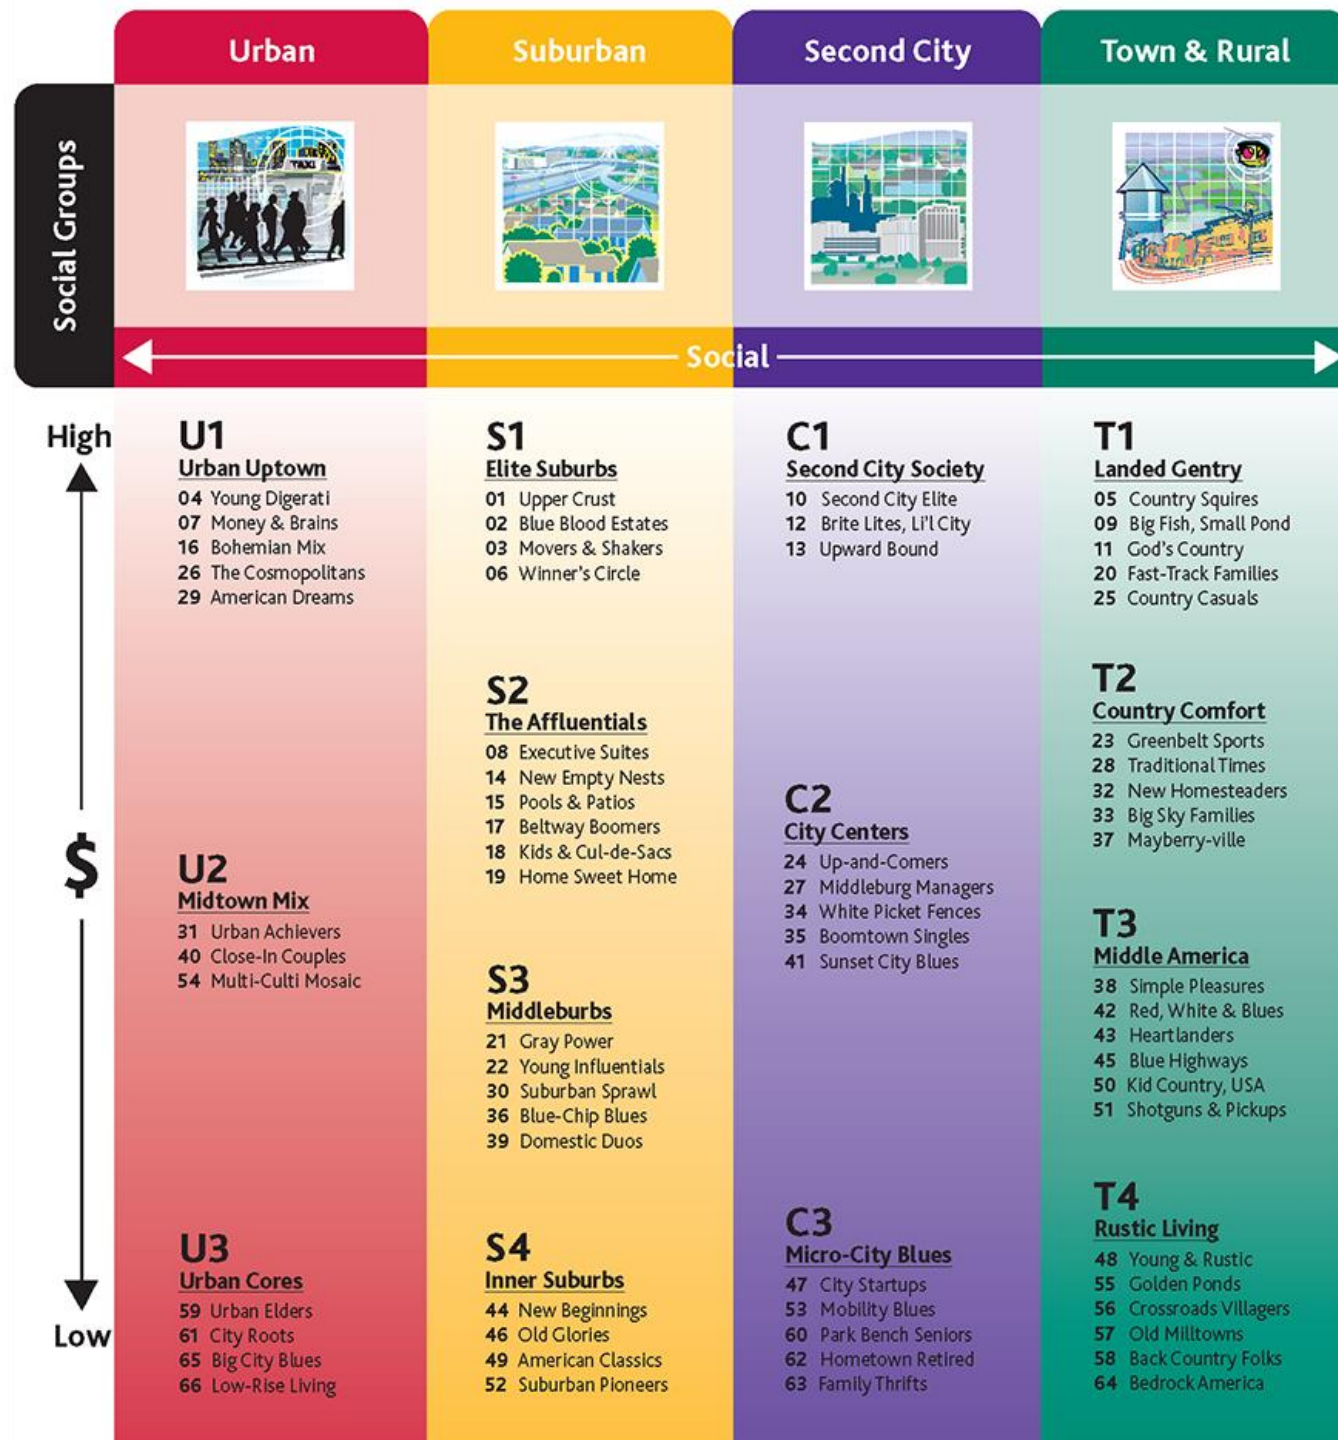 Urban
Suburban
Second City
Town & Rural
Social Groups
TAXI
Social
High
$
Low
U1
Urban Uptown
04 Young Digerati
07 Money & Brains
16 Bohemian Mix
26 The Cosmopolitans
29 American Dreams
U2
Midtown Mix
31 Urban Achievers
40 Close-In Couples
54 Multi-Culti Mosaic
U3
Urban Cores
59 Urban Elders
61 City Roots
65 Big City Blues
66 Low-Rise Living
S1
Elite Suburbs
01 Upper Crust
02 Blue Blood Estates
03 Movers & Shakers
06 Winner's Circle
S2
The Affluentials
08 Executive Suites
14 New Empty Nests
15 Pools & Patios
17 Beltway Boomers
18 Kids & Cul-de-Sacs
19 Home Sweet Home
S3
Middleburbs
21 Gray Power
22 Young Influentials
30 Suburban Sprawl
36 Blue-Chip Blues
39 Domestic Duos
S4
Inner Suburbs
44 New Beginnings
46 Old Glories
49 American Classics
52 Suburban Pioneers
C1
Second City Society
10 Second City Elite
12 Brite Lites, Li'l City
13 Upward Bound
C2
City Centers
24 Up-and-Comers
27 Middleburg Managers
34 White Picket Fences
35 Boomtown Singles
41 Sunset City Blues
C3
Micro-City Blues
47 City Startups
53 Mobility Blues
60 Park Bench Seniors
62 Hometown Retired
63 Family Thrifts
T1
Landed Gentry
05 Country Squires
09 Big Fish, Small Pond
11 God's Country
20 Fast-Track Families
25 Country Casuals
T2
Country Comfort
23 Greenbelt Sports
28 Traditional Times
32 New Homesteaders
33 Big Sky Families
37 Mayberry-ville
T3
Middle America
38 Simple Pleasures
42 Red, White & Blues
43 Heartlanders
45 Blue Highways
50 Kid Country, USA
51 Shotguns & Pickups
T4
Rustic Living
48 Young & Rustic
55 Golden Ponds
56 Crossroads Villagers
57 Old Milltowns
58 Back Country Folks
64 Bedrock America